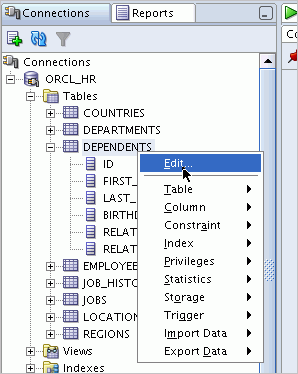 Connections
Reports
Connections
ORCL_HR
Tables
COUNTRIES
DEPARTMENTS
DEPENDENTS
ID
Edit...
FIRST_
LAST_
Table
BIRTHD
Column
RELAT
Constraint
RELAT
Index
EMPLOYEE
Privileges
JOB_HISTO
Statistics
JOBS
Storage
LOCATION
Trigger
REGIONS
Import Data
Views
Export Data
Indexes